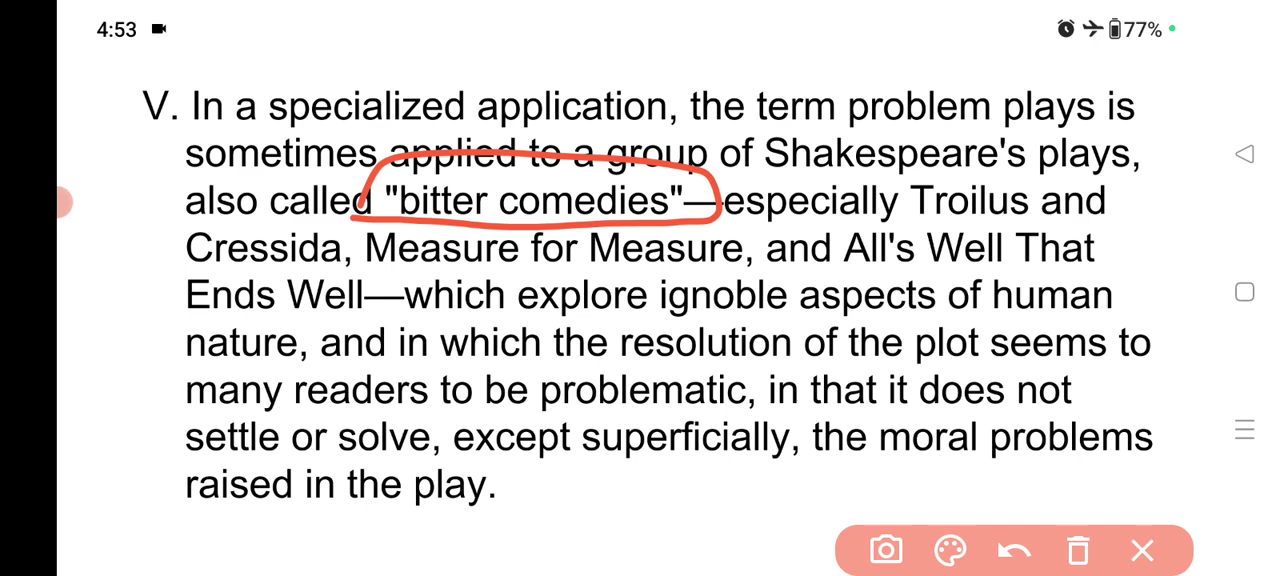 4:53 77%
V. In a specialized application, the term problem plays is
sometimes applied to a group of Shakespeare's plays,
also called "bitter comedies"—especially Troilus and
Cressida, Measure for Measure, and All's Well That
Ends Well—which explore ignoble aspects of human
nature, and in which the resolution of the plot seems to
many readers to be problematic, in that it does not
settle or solve, except superficially, the moral problems
raised in the play.